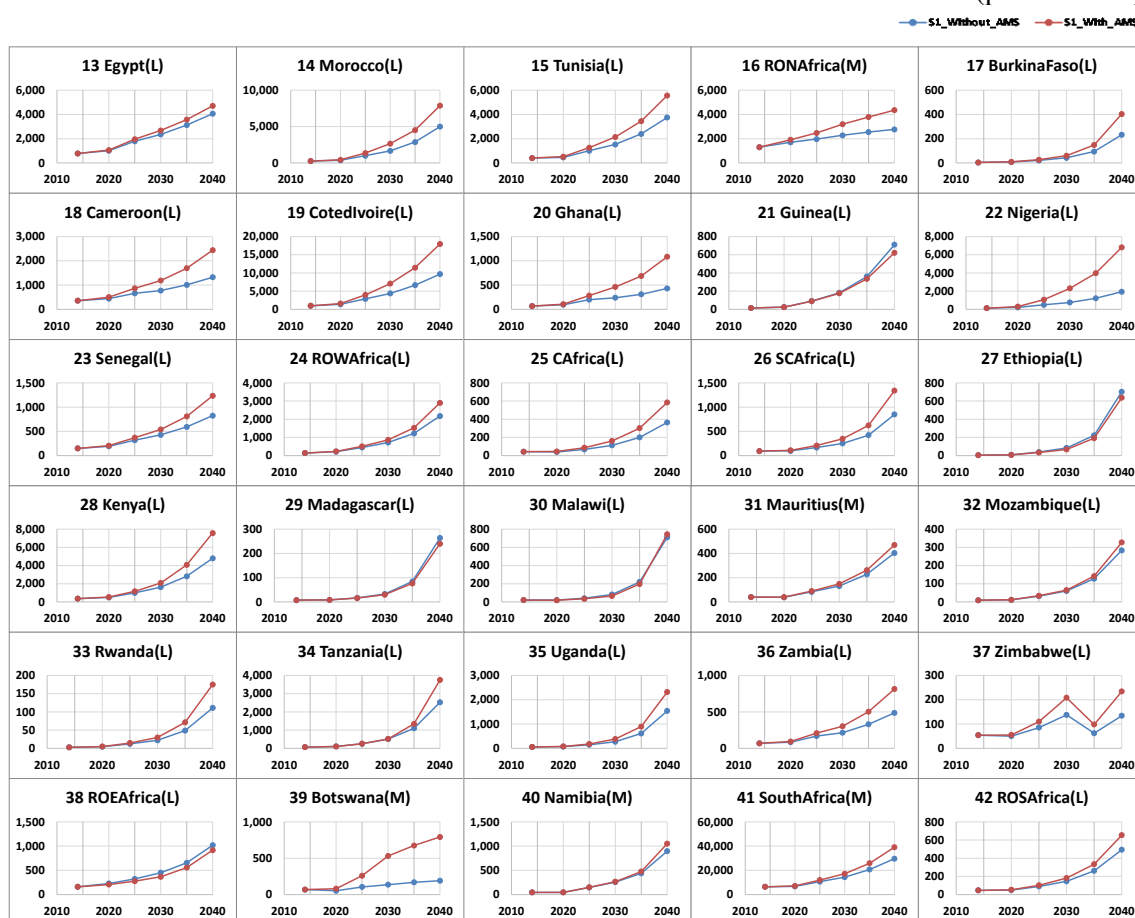 S1_Without_AMS S1_With_AMS
13 Egypt(L) 14 Morocco(L) 15 Tunisia(L) 16 RONAfrica(M) 17 BurkinaFaso(L)
6,000 10,000 6,000 6,000 600
4,000 4,000 4,000 400
5,000
2,000 2,000 2,000 200
0 0 0 0 0
2010 2020 2030 2040 2010 2020 2030 2040 2010 2020 2030 2040 2010 2020 2030 2040 2010 2020 2030 2040
18 Cameroon(L) 19 CotedIvoire(L) 20 Ghana(L) 21 Guinea(L) 22 Nigeria(L)
3,000 20,000 1,500 800 8,000
2,000 15,000 1,000 600 6,000
10,000 400 4,000
1,000 5,000 500 200 2,000
0 0 0 0 0
2010 2020 2030 2040 2010 2020 2030 2040 2010 2020 2030 2040 2010 2020 2030 2040 2010 2020 2030 2040
23 Senegal(L) 24 ROWAfrica(L) 25 CAfrica(L) 26 SCAfrica(L) 27 Ethiopia(L)
1,500 4,000 800 1,500 800
1,000 3,000 600 1,000 600
2,000 400 400
500 1,000 200 500 200
0 0 0 0 0
2010 2020 2030 2040 2010 2020 2030 2040 2010 2020 2030 2040 2010 2020 2030 2040 2010 2020 2030 2040
28 Kenya(L) 29 Madagascar(L) 30 Malawi(L) 31 Mauritius(M) 32 Mozambique(L)
8,000 300 800 600 400
6,000 200 600 400 300
4,000 400 200
2,000 100 200 200 100
0 0 0 0 0
2010 2020 2030 2040 2010 2020 2030 2040 2010 2020 2030 2040 2010 2020 2030 2040 2010 2020 2030 2040
33 Rwanda(L) 34 Tanzania(L) 35 Uganda(L) 36 Zambia(L) 37 Zimbabwe(L)
200 4,000 3,000 1,000 300
150 3,000 2,000 200
100 2,000 500
50 1,000 1,000 100
0 0 0 0 0
2010 2020 2030 2040 2010 2020 2030 2040 2010 2020 2030 2040 2010 2020 2030 2040 2010 2020 2030 2040
38 ROEAfrica(L) 39 Botswana(M) 40 Namibia(M) 41 SouthAfrica(M) 42 ROSAfrica(L)
1,500 1,000 1,500 60,000 800
1,000 1,000 40,000 600
500 400
500 500 20,000 200
0 0 0 0 0
2010 2020 2030 2040 2010 2020 2030 2040 2010 2020 2030 2040 2010 2020 2030 2040 2010 2020 2030 2040